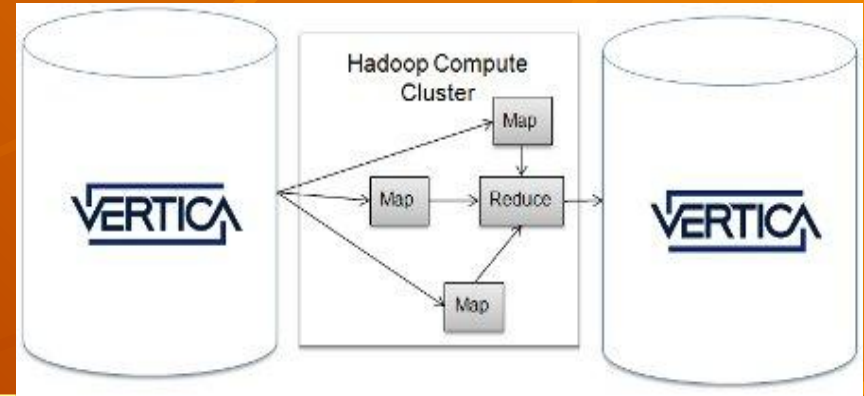 Hadoop Compute
Cluster
Map
VERTICA
Map
Reduce
VERTICA
Map